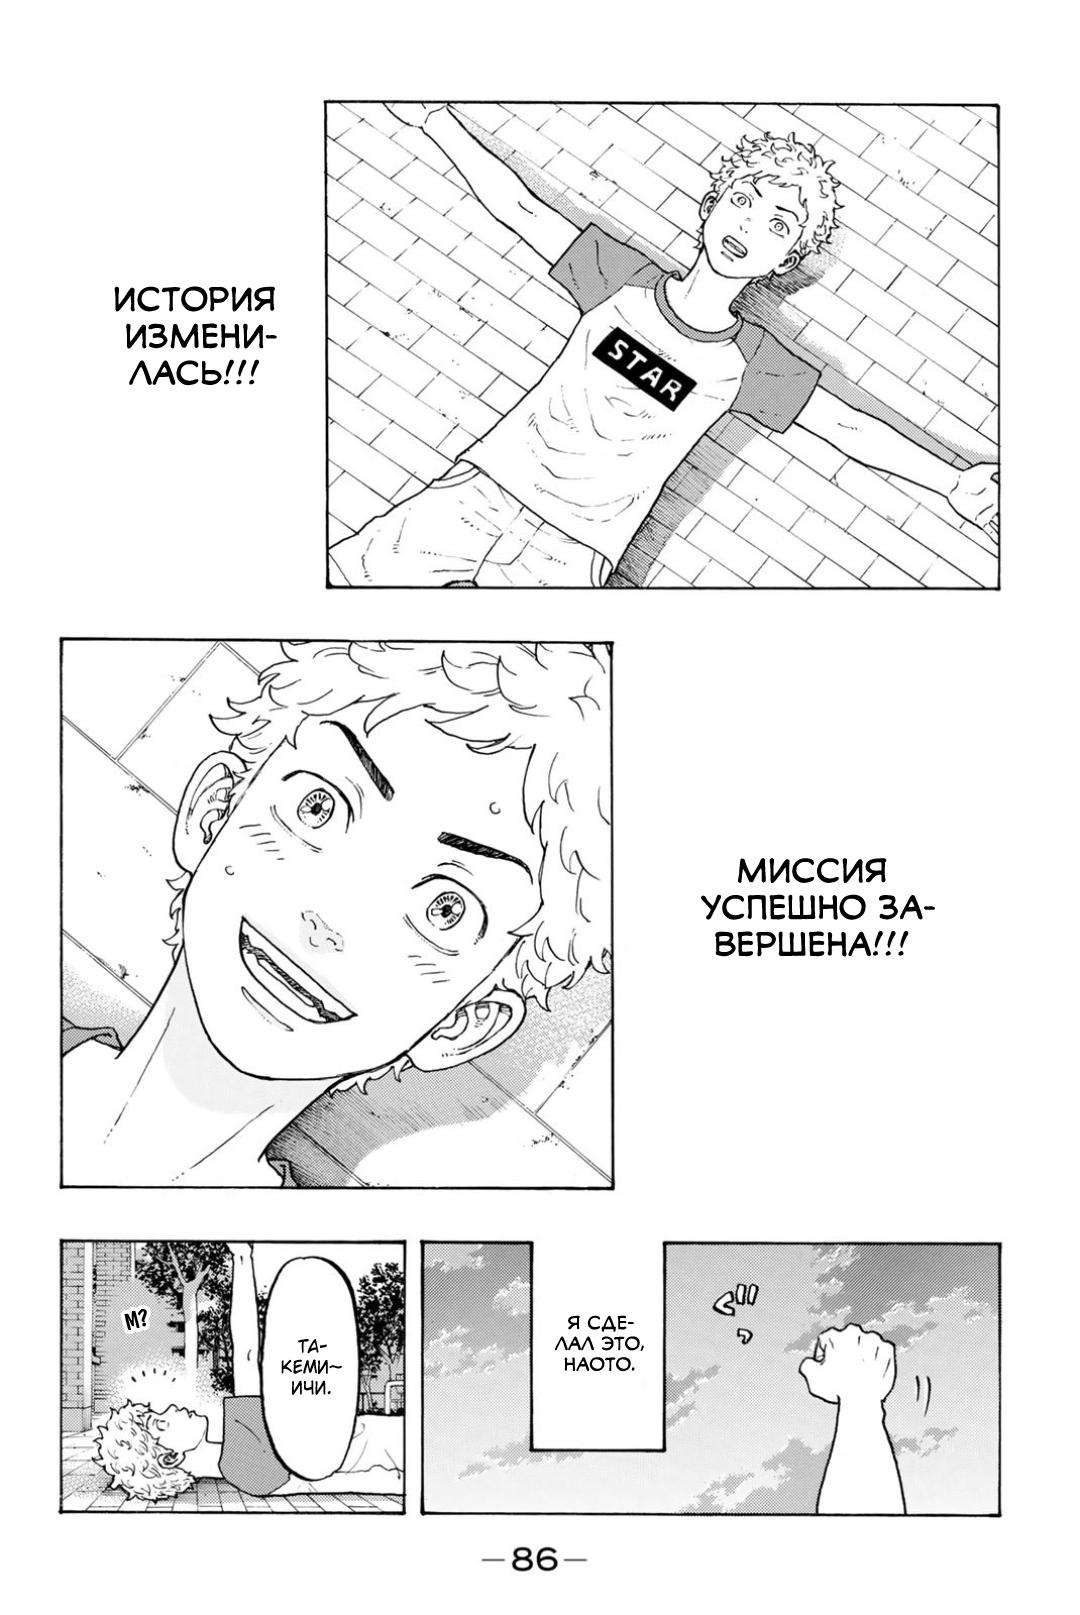 ИСТОРИЯ
ИЗМЕНИ-
ЛАСЬ!!!
STAR
МИССИЯ
УСПЕШНО ЗА-
ВЕРШЕНА!!!
Я СДЕ-
ЛАЛ ЭТО,
НАОТО.
ТА-
КЕМИ~
ИЧИ.
М?
—86—